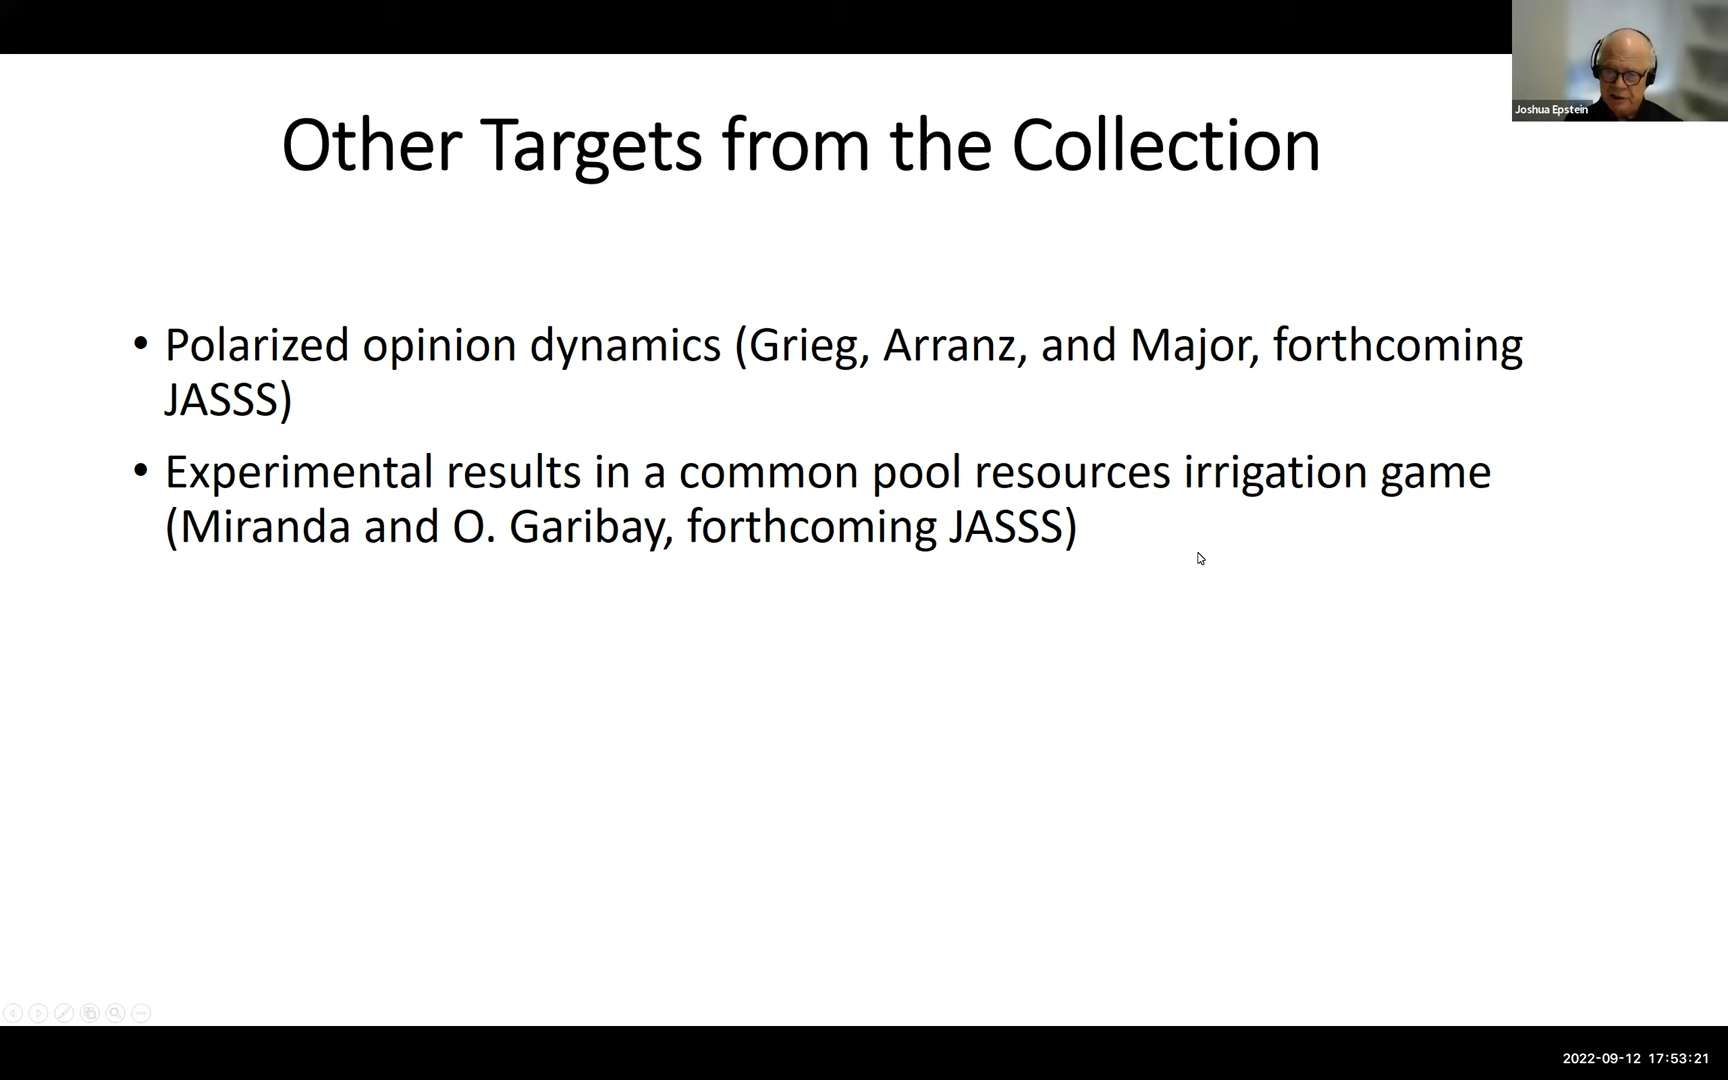 Joshua Epstein
Other Targets from the Collection
• Polarized opinion dynamics (Grieg, Arranz, and Major, forthcoming
JASSS)
• Experimental results in a common pool resources irrigation game
(Miranda and O. Garibay, forthcoming JASSS)
2022-09-12 17:53:21